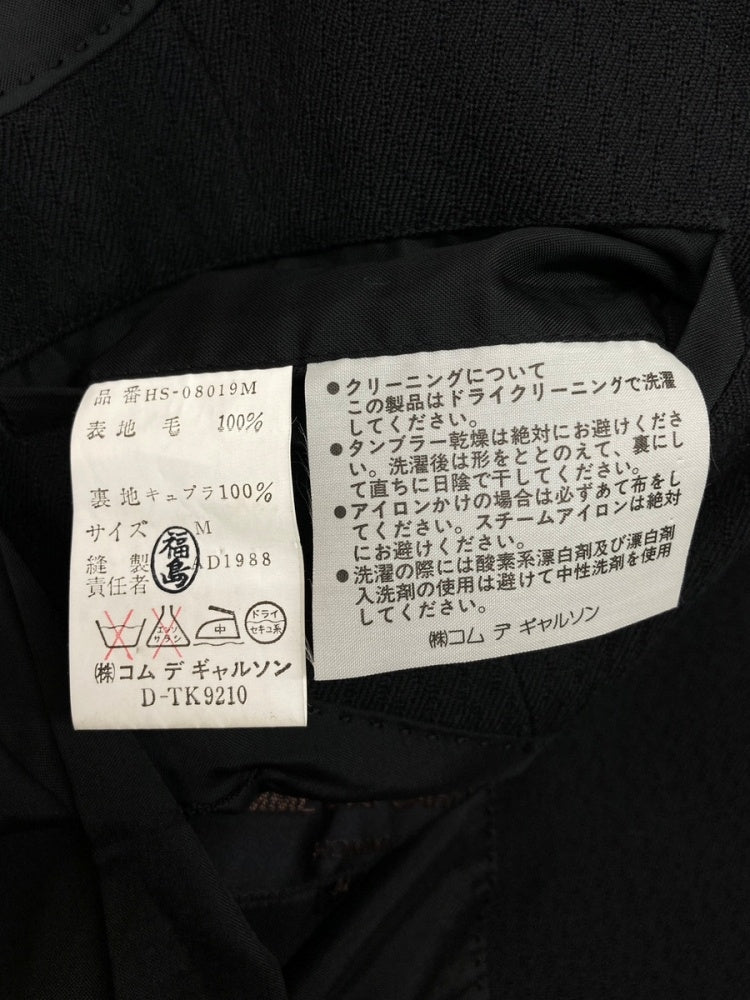 品番HS-08019M
表地 毛 100%
裏地キュプラ100%
サイズ M
縫製 AD1988
責任者
福島
エンソ
サラシ
中
ドライ
セキユ系
(株)コム デ ギャルソン
D-TK9210
●クリーニングについて
この製品はドライクリーニングで洗濯
してください。
●タンブラー乾燥は絶対にお避けくださ
い。洗濯後は形をととのえて、裏にし
て直ちに日陰で干してください。
●アイロンかけの場合は必ずあて布をし
てください。スチームアイロンは絶対
にお避けください。
●洗濯の際には酸素系漂白剤及び漂白剤
入洗剤の使用は避けて中性洗剤を使用
してください。
(株)コム デ ギャルソン